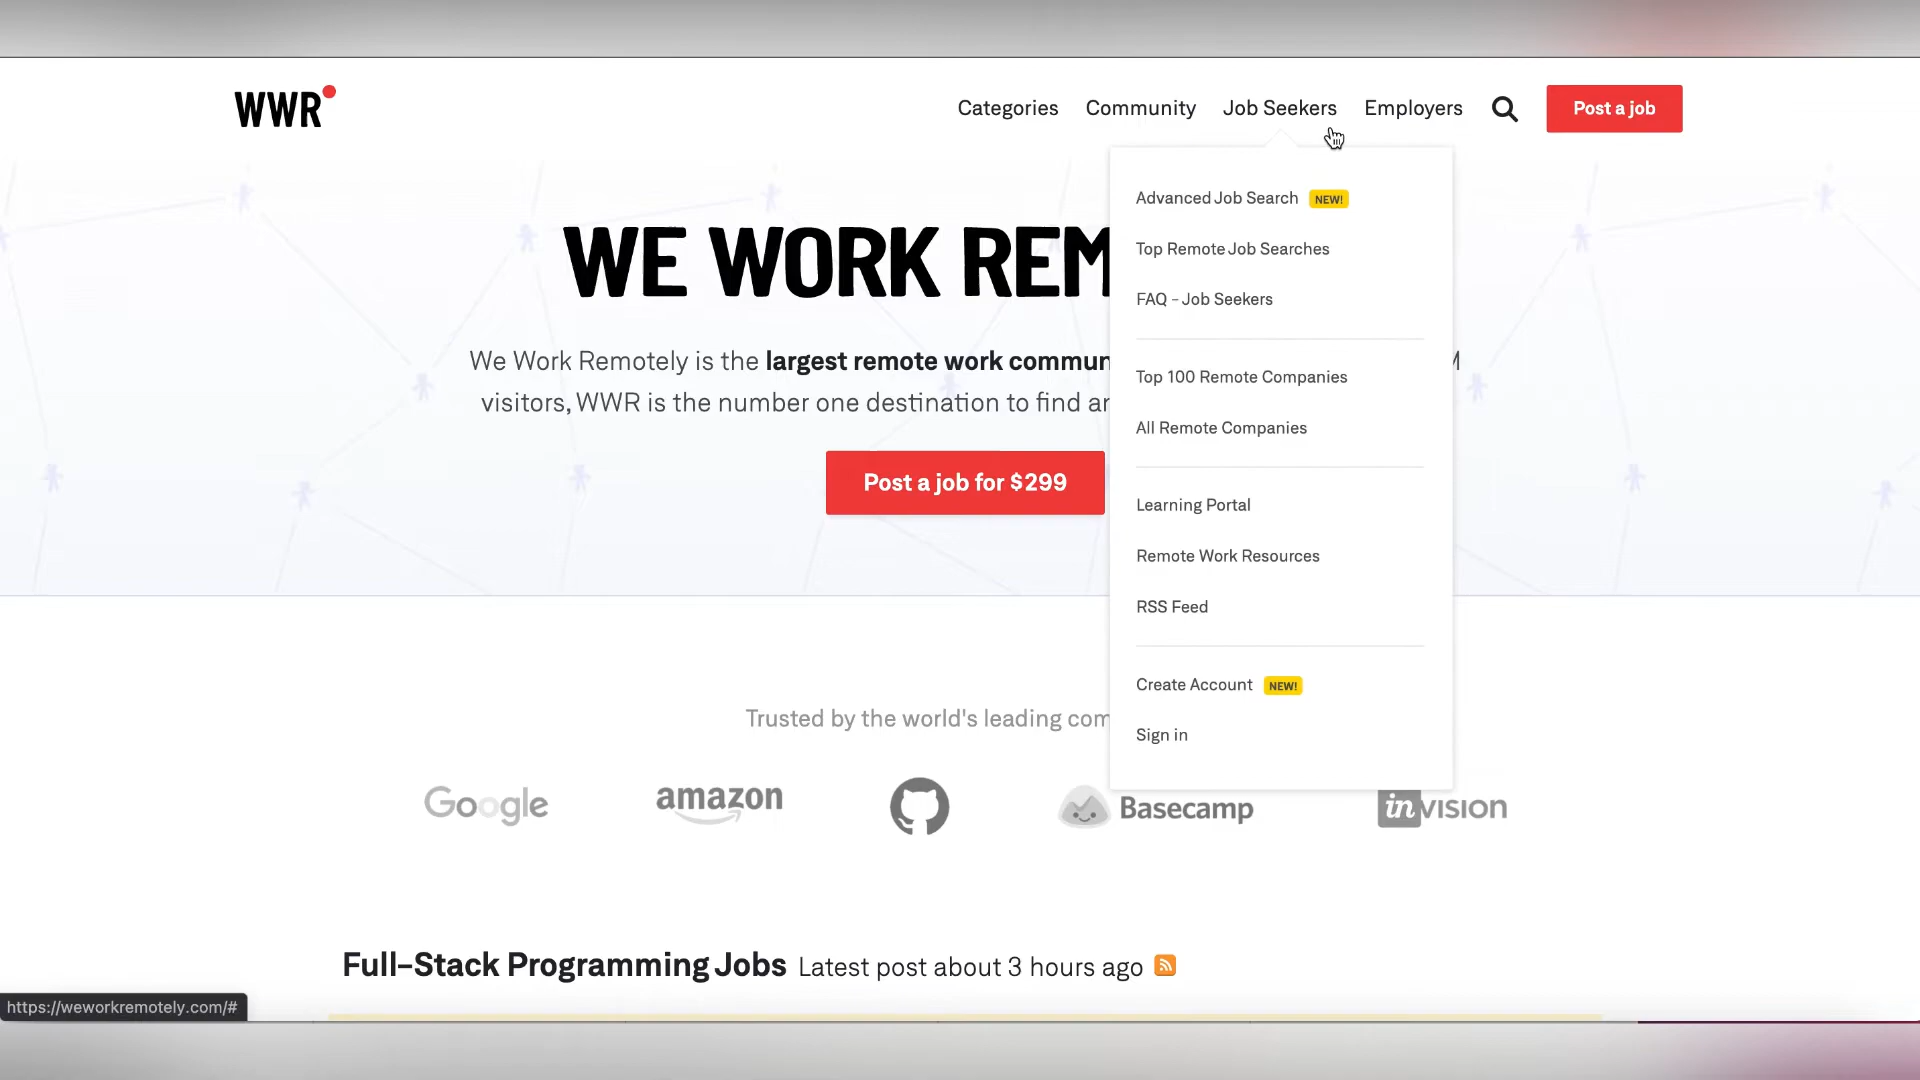 WWR
Categories Community Job Seekers Employers Post a job
Advanced Job Search NEW!
Top Remote Job Searches
FAQ - Job Seekers
Top 100 Remote Companies
All Remote Companies
Learning Portal
Remote Work Resources
RSS Feed
Create Account NEW!
Sign in
WE WORK REM
We Work Remotely is the largest remote work commun
visitors, WWR is the number one destination to find
Post a job for $299
Trusted by the world's leading com
Google amazon Basecamp invision
Full-Stack Programming Jobs Latest post about 3 hours ago
https://weworkremotely.com/#